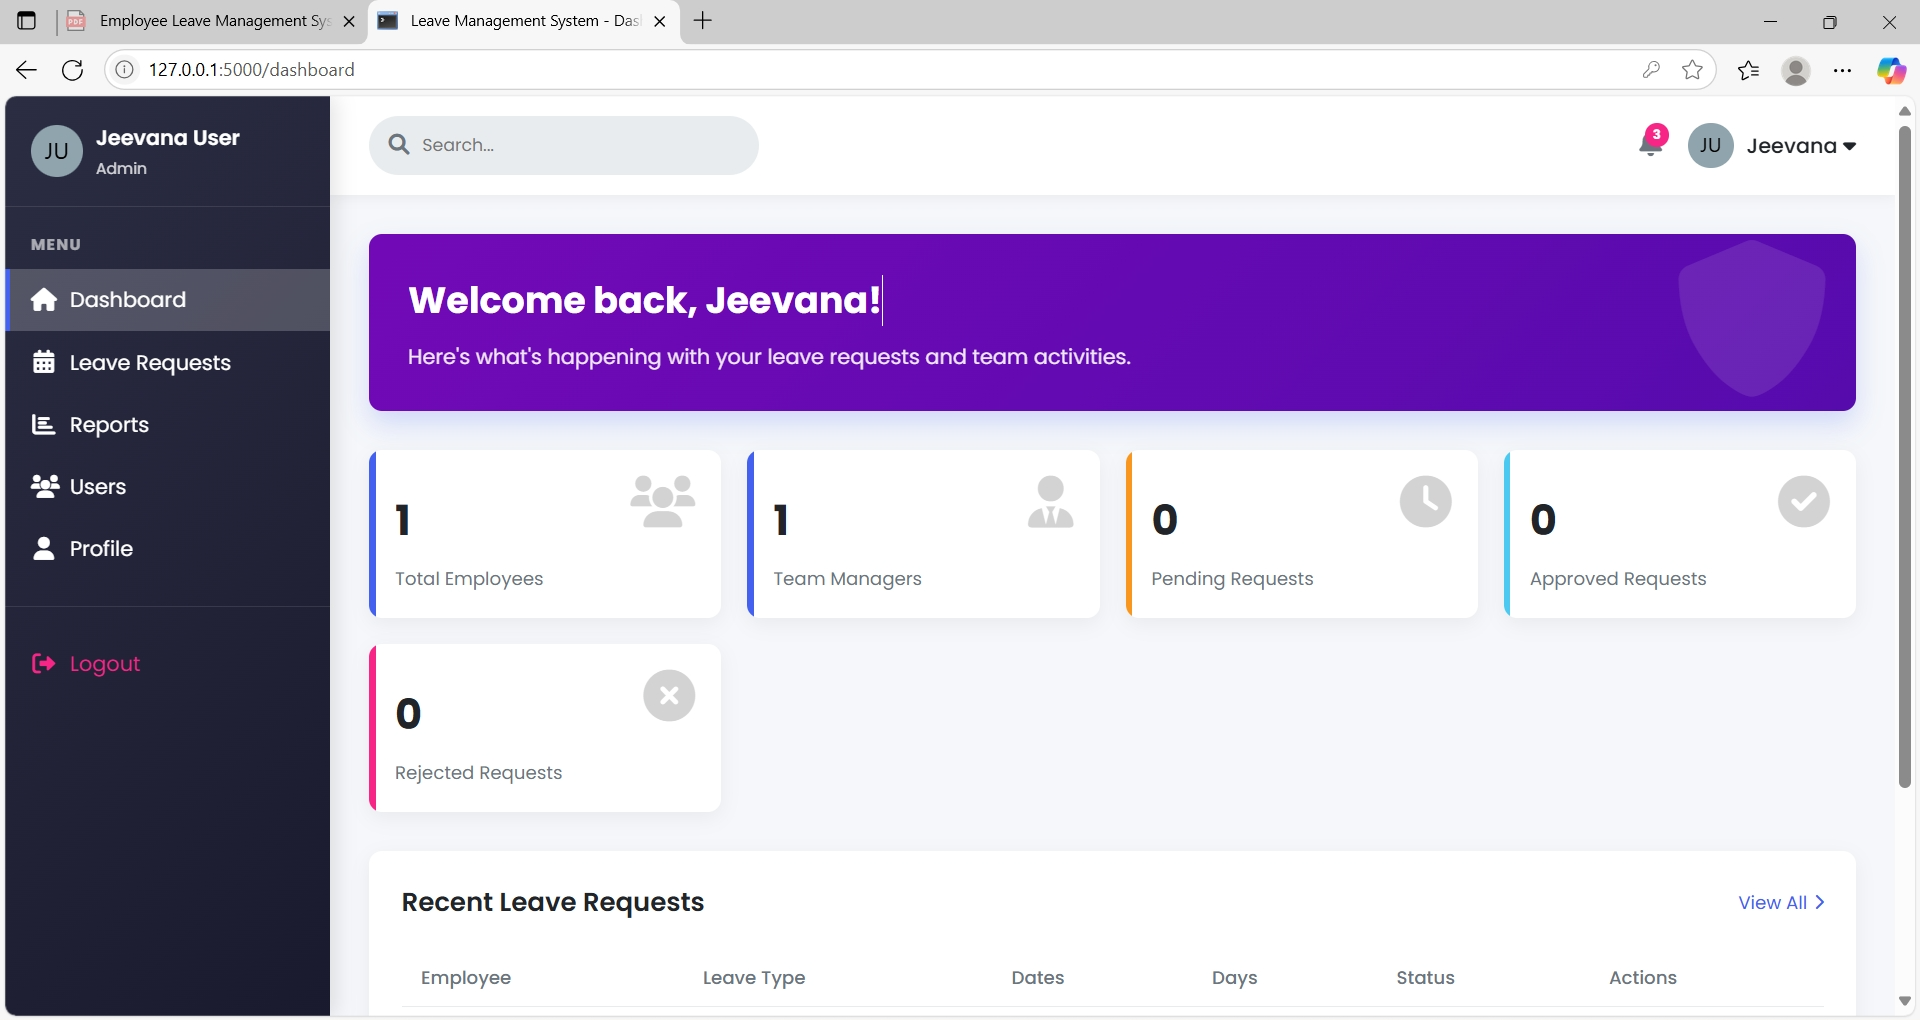 Employee Leave Management Sys
Leave Management System - Das
127.0.0.1:5000/dashboard
JU
Jeevana User
Admin
MENU
Dashboard
Leave Requests
Reports
Users
Profile
Logout
Search...
3
JU
Jeevana
Welcome back, Jeevana!
Here's what's happening with your leave requests and team activities.
1
Total Employees
1
Team Managers
0
Pending Requests
0
Approved Requests
0
Rejected Requests
Recent Leave Requests
View All
Employee Leave Type Dates Days Status Actions